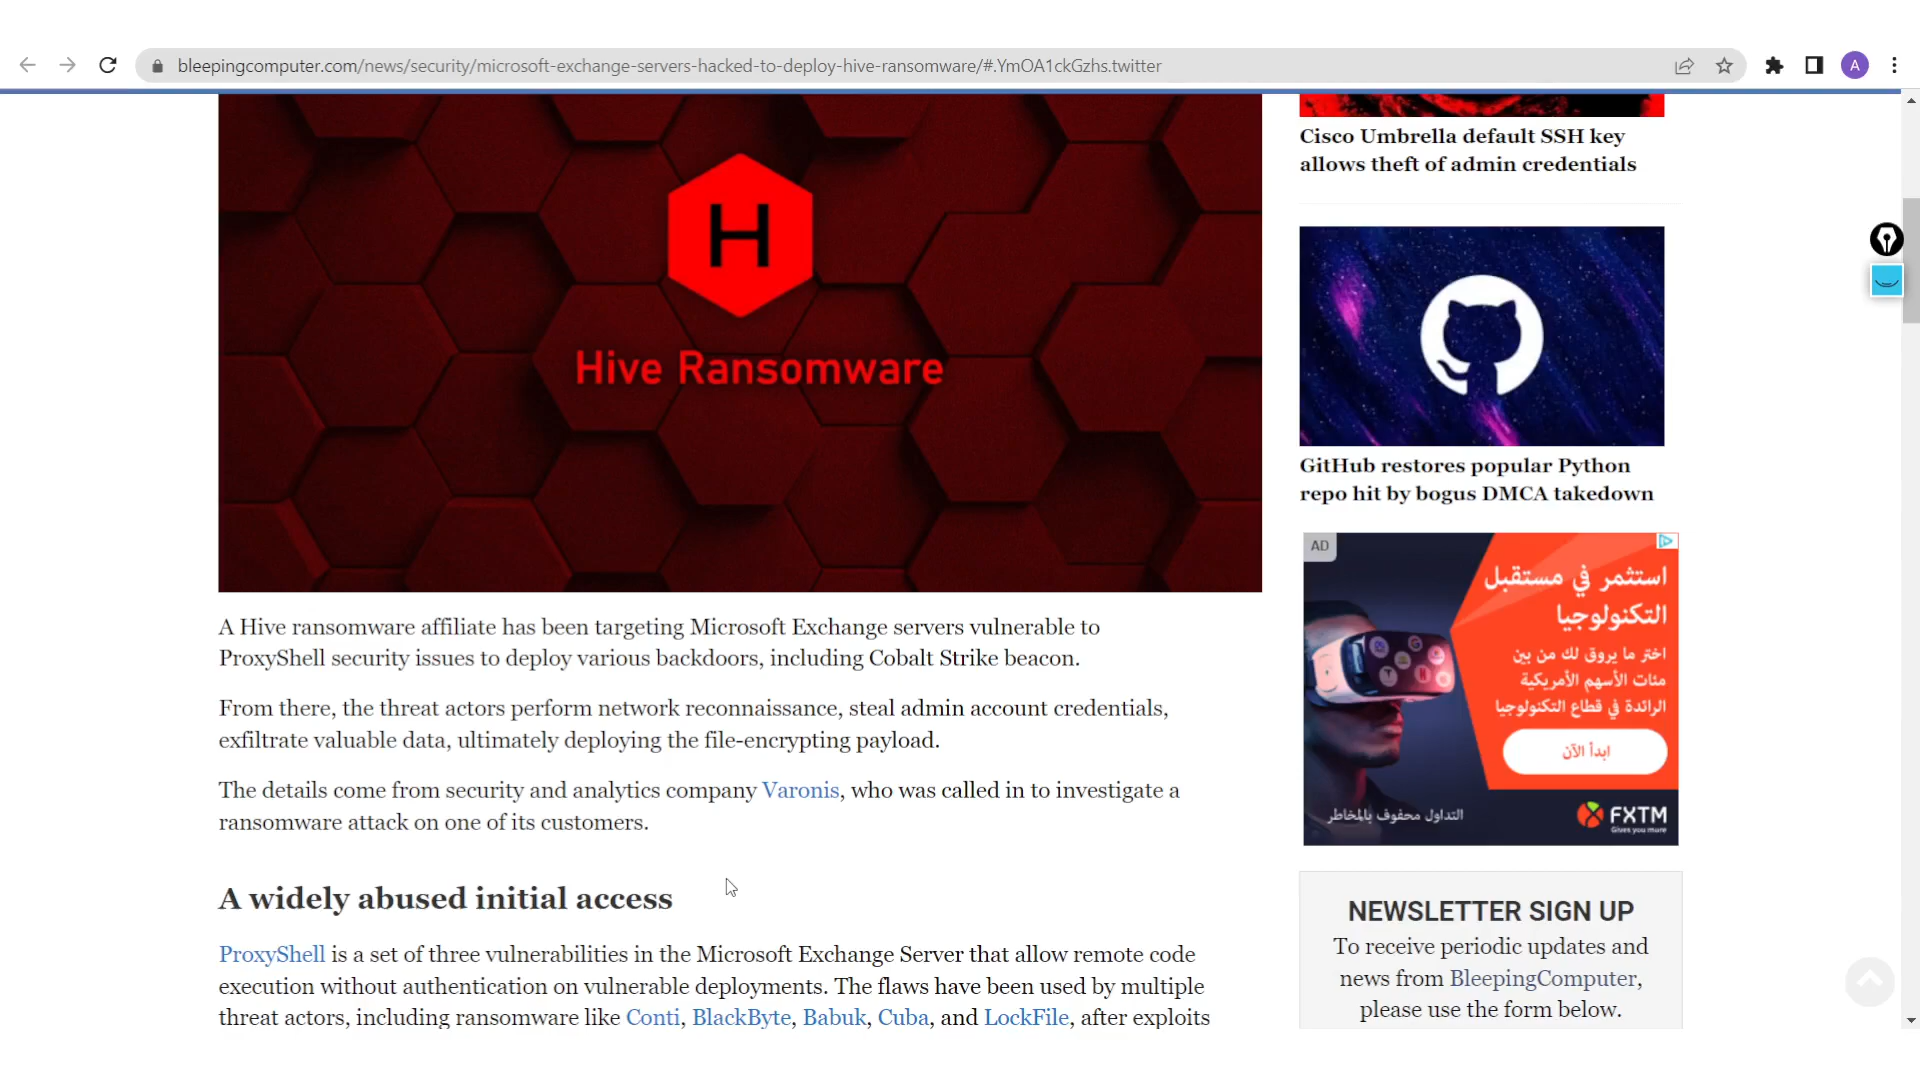 bleepingcomputer.com/news/security/microsoft-exchange-servers-hacked-to-deploy-hive-ransomware/#.YmOA1ckGzhs.twitter
A
H
Hive Ransomware
A Hive ransomware affiliate has been targeting Microsoft Exchange servers vulnerable to
ProxyShell security issues to deploy various backdoors, including Cobalt Strike beacon.
From there, the threat actors perform network reconnaissance, steal admin account credentials,
exfiltrate valuable data, ultimately deploying the file-encrypting payload.
The details come from security and analytics company Varonis, who was called in to investigate a
ransomware attack on one of its customers.
A widely abused initial access
ProxyShell is a set of three vulnerabilities in the Microsoft Exchange Server that allow remote code
execution without authentication on vulnerable deployments. The flaws have been used by multiple
threat actors, including ransomware like Conti, BlackByte, Babuk, Cuba, and LockFile, after exploits
Cisco Umbrella default SSH key
allows theft of admin credentials
GitHub restores popular Python
repo hit by bogus DMCA takedown
AD
استثمر في مستقبل
التكنولوجيا
اختر ما يروق لك من بين
مئات الأسهم الأمريكية
الرائدة في قطاع التكنولوجيا
ابدأ الآن
التداول محفوف بالمخاطر
FXTM
Gives you more
NEWSLETTER SIGN UP
To receive periodic updates and
news from BleepingComputer,
please use the form below.